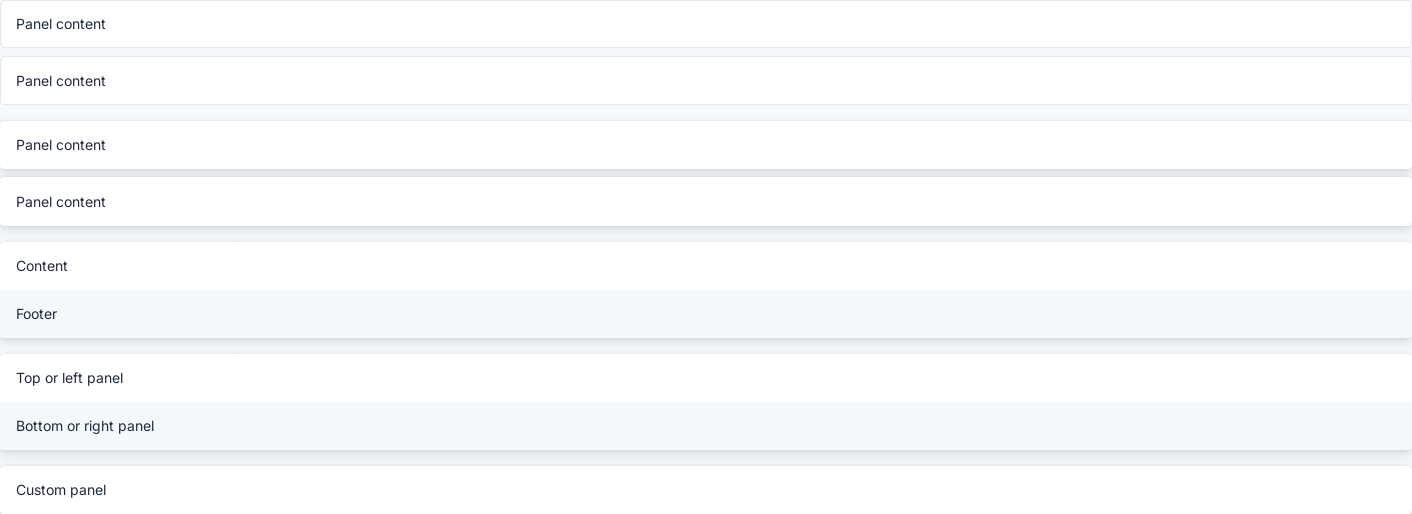 Panel content
Panel content
Panel content
Panel content
Content
Footer
Top or left panel
Bottom or right panel
Custom panel